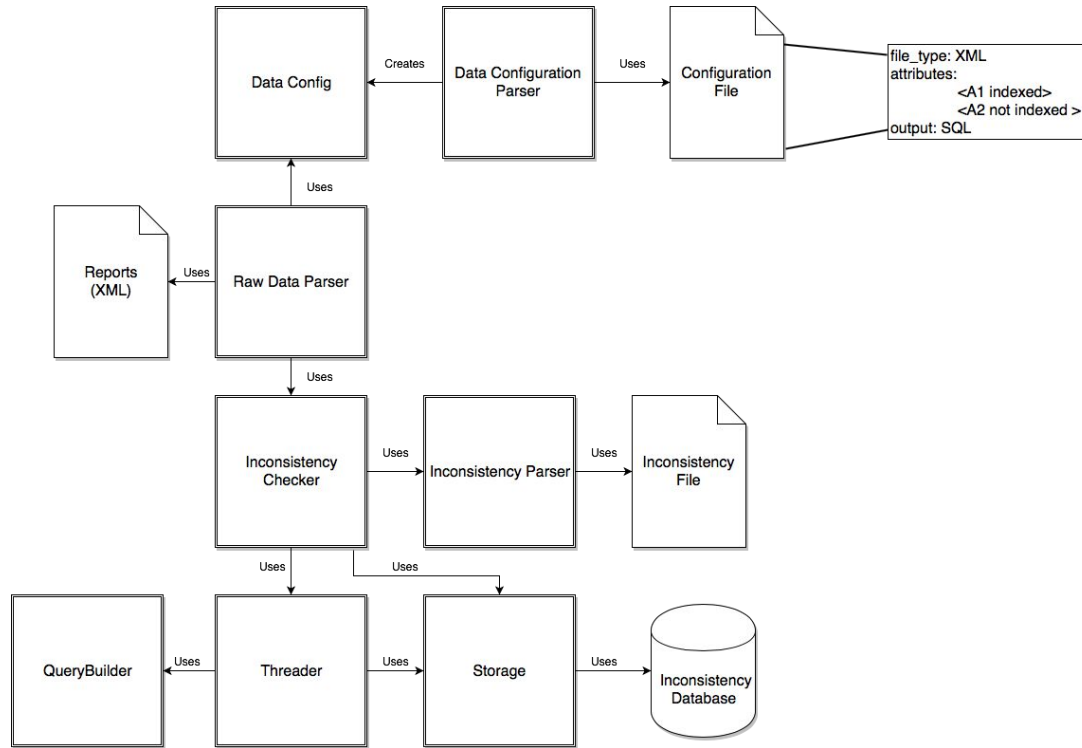 Data Config
Creates
Data Configuration
Parser
Uses
Configuration
File
file_type: XML
attributes:
<A1 indexed>
<A2 not indexed >
output: SQL
Uses
Reports
(XML)
Uses
Raw Data Parser
Uses
Inconsistency
Checker
Uses
Inconsistency Parser
Uses
Inconsistency
File
Uses
Uses
QueryBuilder
Uses
Threader
Uses
Storage
Uses
Inconsistency
Database